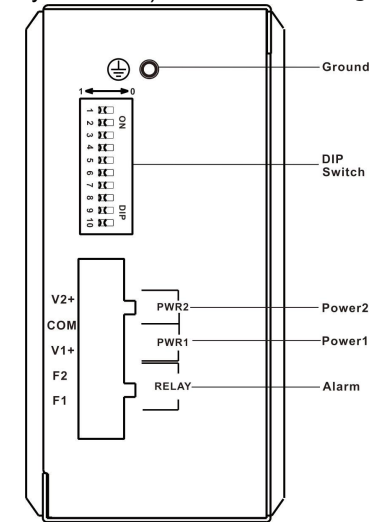 Ground
1 0
1 2 3 4 5 6 7 8 9 10
ON
DIP
DIP
Switch
V2+
COM
V1+
F2
F1
PWR2
PWR1
RELAY
Power2
Power1
Alarm